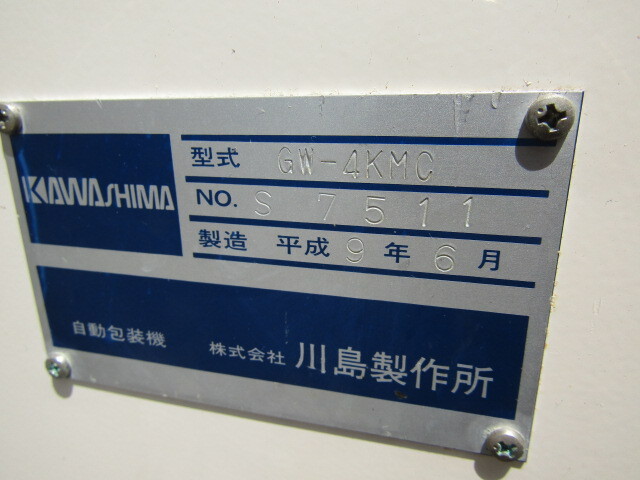 KAWASHIMA
型式 GW-4KMC
NO. S 7511
製造 平成 9 年 6 月
自動包装機 株式会社 川島製作所